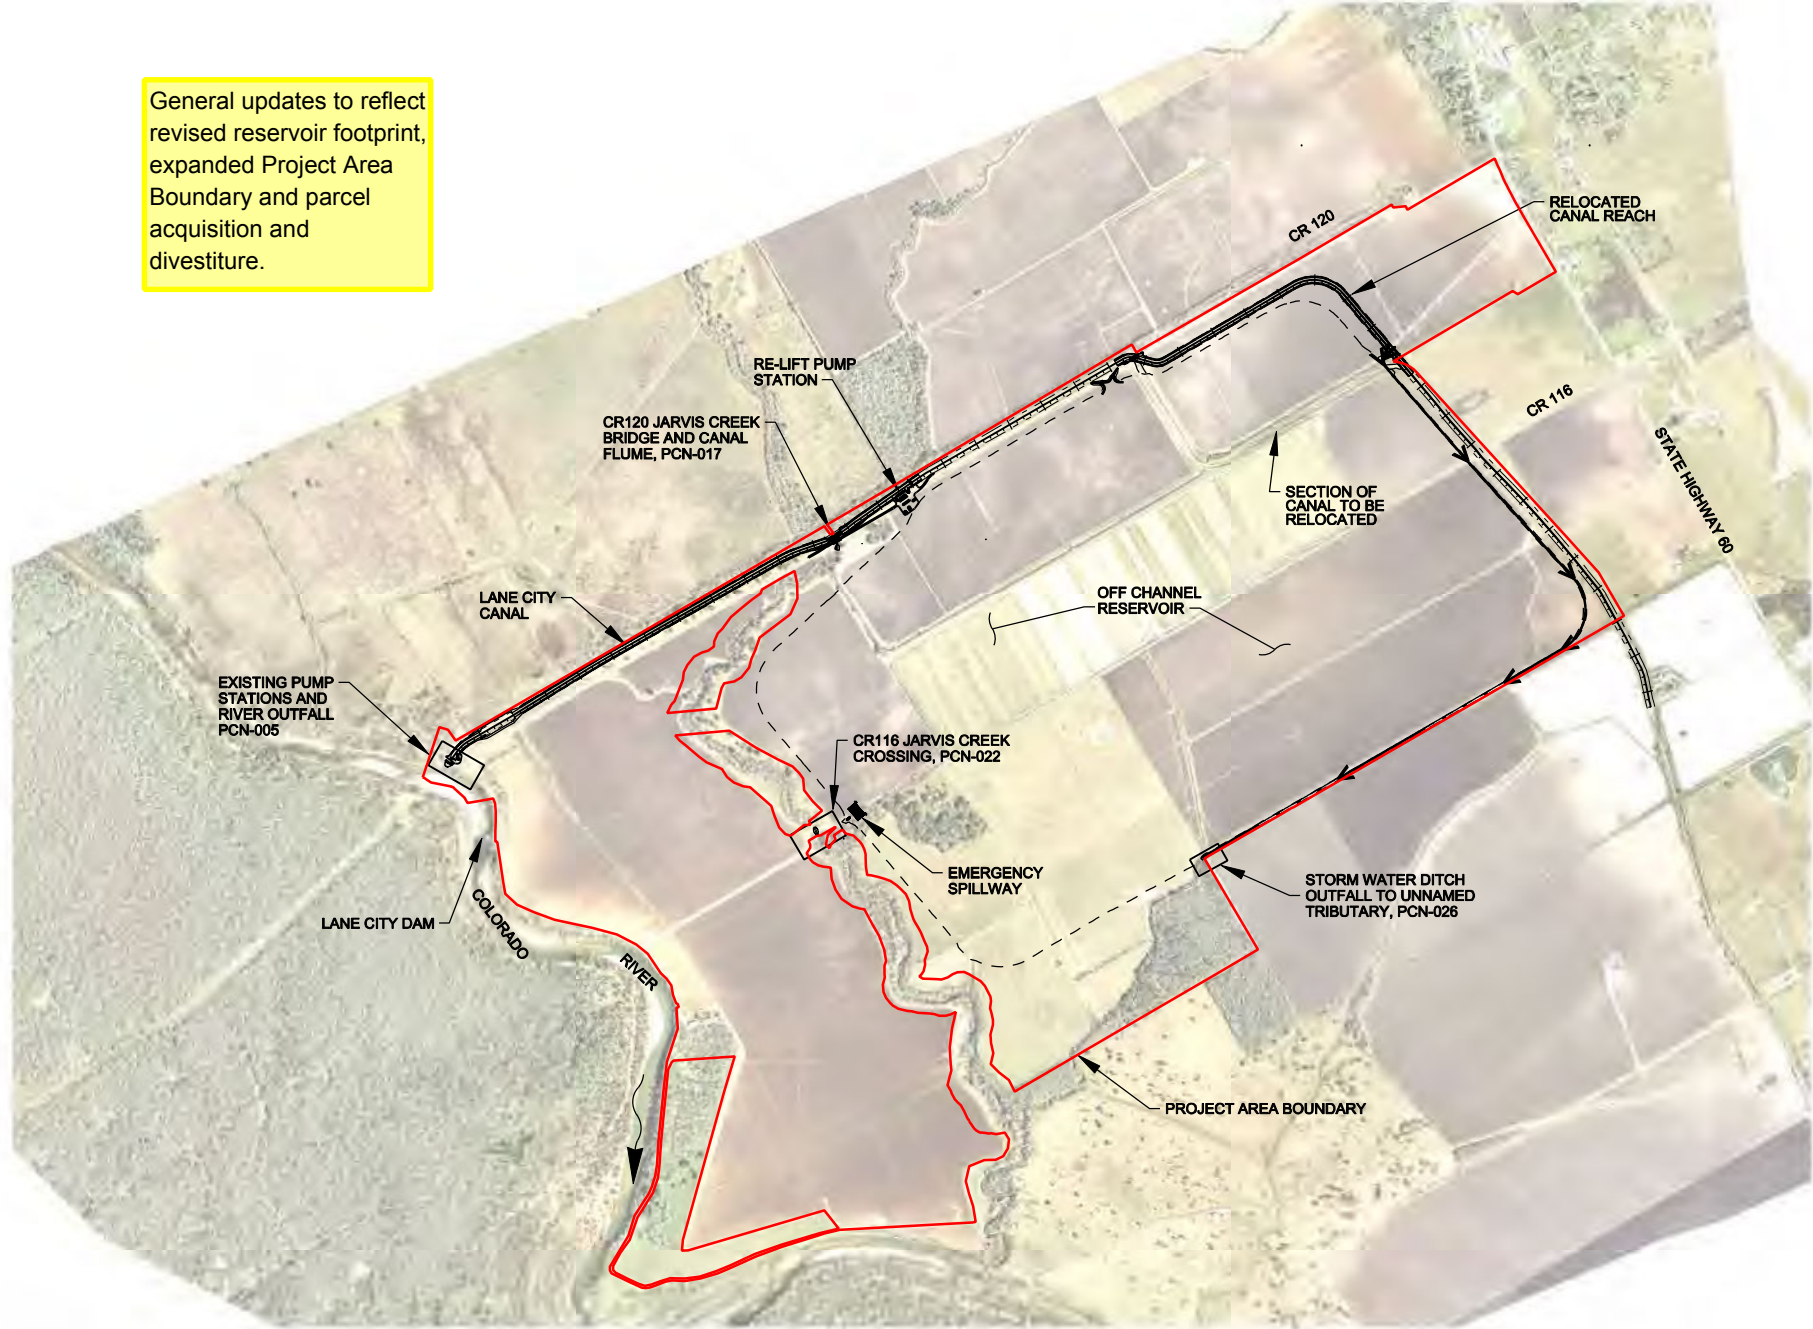 General updates to reflect
revised reservoir footprint,
expanded Project Area
Boundary and parcel
acquisition and
divestiture.
RELOCATED
CANAL REACH
CR 120
RE-LIFT PUMP
STATION
CR 116
CR120 JARVIS CREEK
BRIDGE AND CANAL
FLUME, PCN-017
STATE HIGHWAY 60
SECTION OF
CANAL TO BE
RELOCATED
LANE CITY
CANAL
OFF CHANNEL
RESERVOIR
EXISTING PUMP
STATIONS AND
RIVER OUTFALL
PCN-005
CR116 JARVIS CREEK
CROSSING, PCN-022
EMERGENCY
SPILLWAY
STORM WATER DITCH
OUTFALL TO UNNAMED
TRIBUTARY, PCN-026
LANE CITY DAM
COLORADO
RIVER
PROJECT AREA BOUNDARY